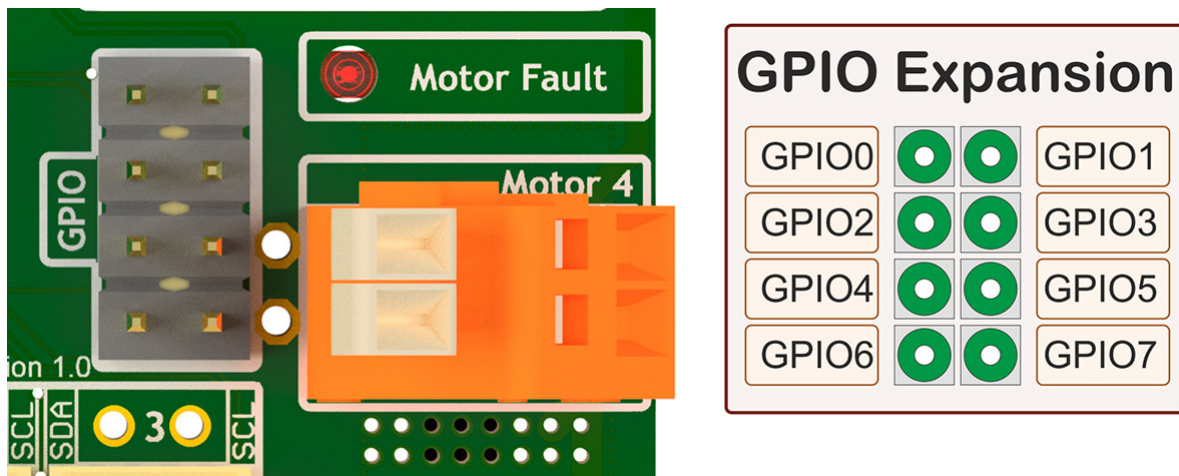 Motor Fault
GPIO
Motor 4
ion 1.0
SCL
SDA
3
SCL
GPIO Expansion
GPIO0 GPIO1
GPIO2 GPIO3
GPIO4 GPIO5
GPIO6 GPIO7